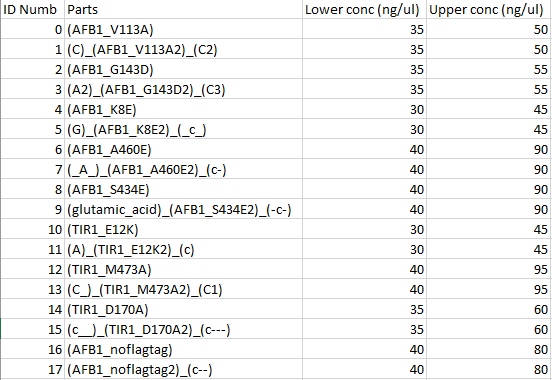 ID Numb Parts Lower conc (ng/ul) Upper conc (ng/ul)
0 (AFB1_V113A) 35 50
1 (C)_(AFB1_V113A2)_(C2) 35 50
2 (AFB1_G143D) 35 55
3 (A2)_(AFB1_G143D2)_(C3) 35 55
4 (AFB1_K8E) 30 45
5 (G)_(AFB1_K8E2)_(_c_) 30 45
6 (AFB1_A460E) 40 90
7 (_A_)_(AFB1_A460E2)_(c-) 40 90
8 (AFB1_S434E) 40 90
9 (glutamic_acid)_(AFB1_S434E2)_(-c-) 40 90
10 (TIR1_E12K) 30 45
11 (A)_(TIR1_E12K2)_(c) 30 45
12 (TIR1_M473A) 40 95
13 (C_)_(TIR1_M473A2)_(C1) 40 95
14 (TIR1_D170A) 35 60
15 (c__)_(TIR1_D170A2)_(c---) 35 60
16 (AFB1_noflagtag) 40 80
17 (AFB1_noflagtag2)_(c--) 40 80